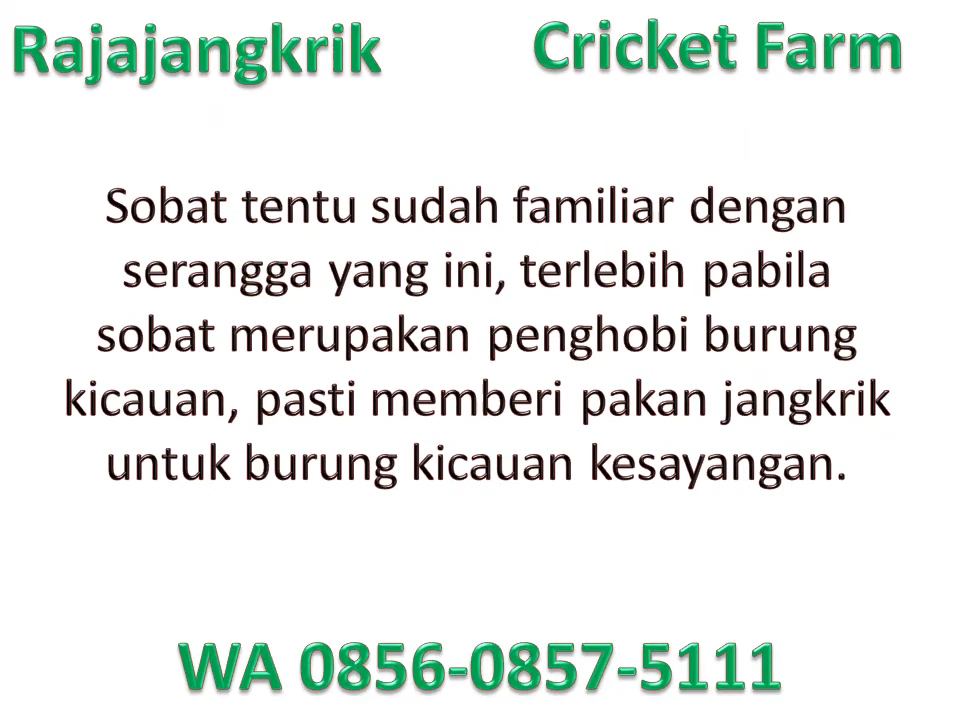 Rajajangkrik Cricket Farm
Sobat tentu sudah familiar dengan
serangga yang ini, terlebih pabila
sobat merupakan penghobi burung
kicauan, pasti memberi pakan jangkrik
untuk burung kicauan kesayangan.
WA 0856-0857-5111